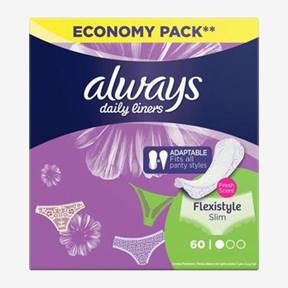 ECONOMY PACK**
always
daily liners
ADAPTABLE
Fits all
panty styles
Fresh
Scent
Flexistyle
Slim
60